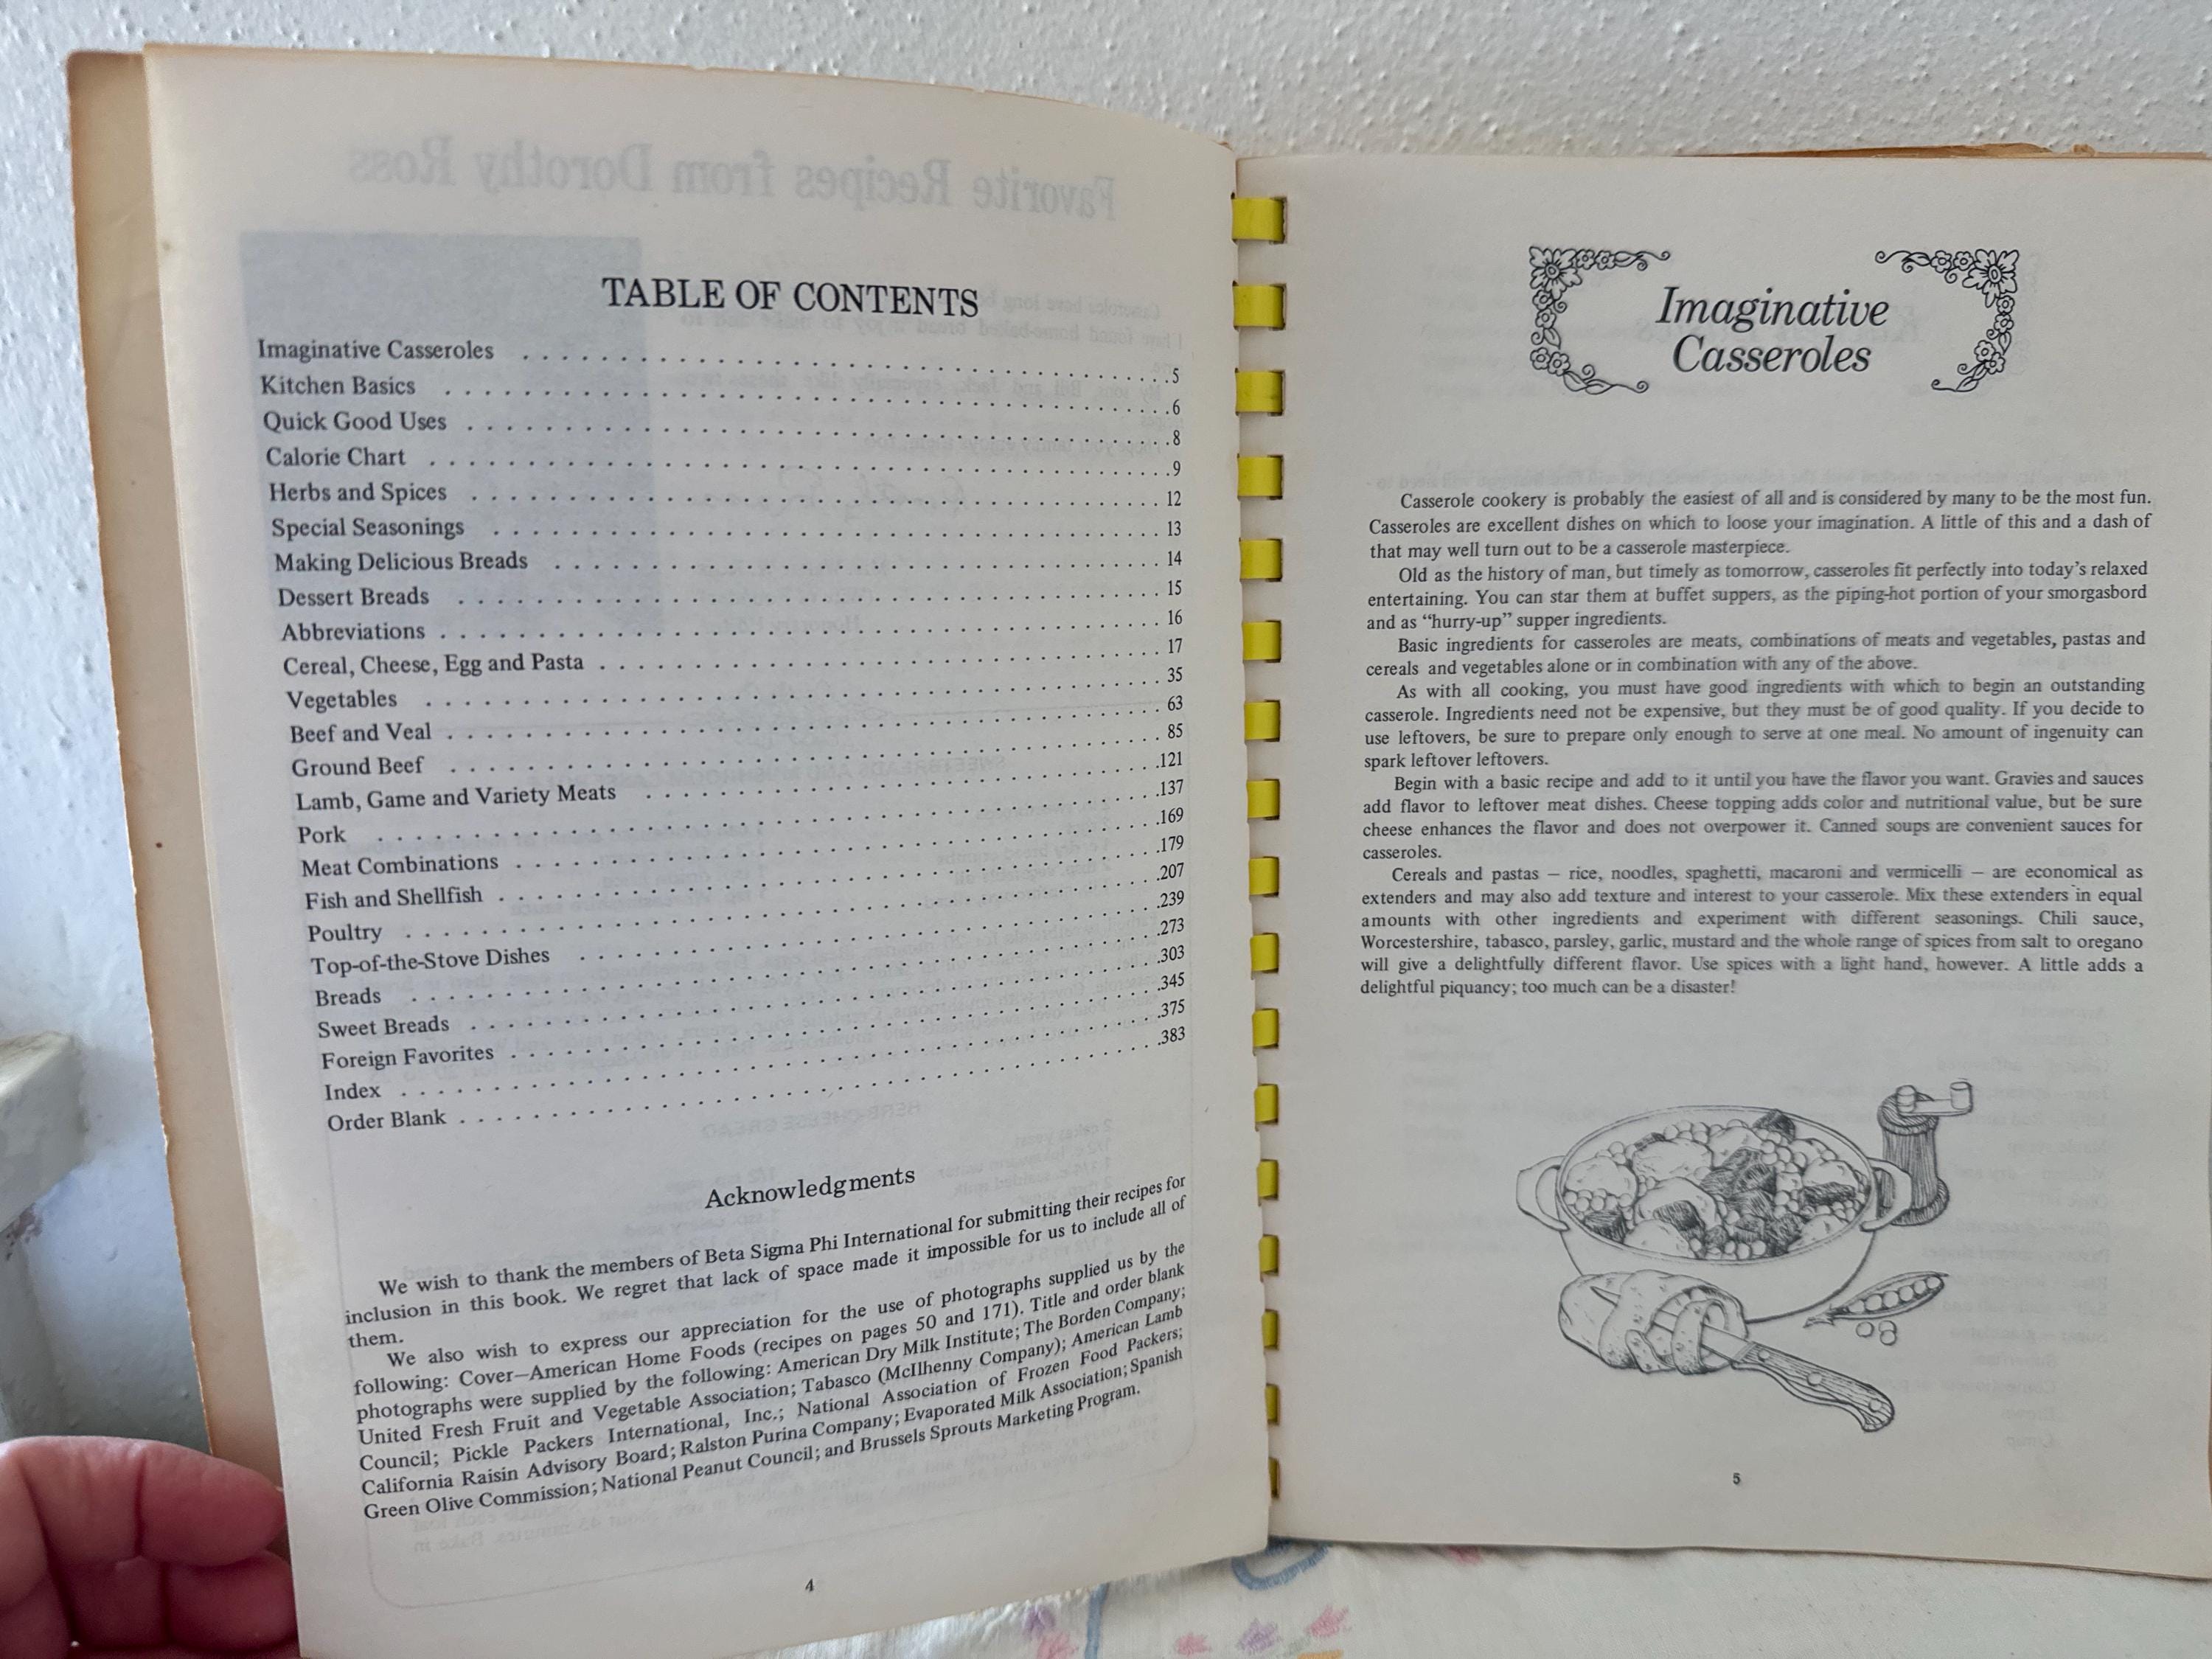 Favorite Recipes from Dorothy Ross
TABLE OF CONTENTS
Imaginative Casseroles . . . . . . . . . . 5
Kitchen Basics . . . . . . . . . . 6
Quick Good Uses . . . . . . . . . . 8
Calorie Chart . . . . . . . . . . 9
Herbs and Spices . . . . . . . . . . 12
Special Seasonings . . . . . . . . . . 13
Making Delicious Breads . . . . . . . . . . 14
Dessert Breads . . . . . . . . . . 15
Abbreviations . . . . . . . . . . 16
Cereal, Cheese, Egg and Pasta . . . . . . . . . . 17
Vegetables . . . . . . . . . . 35
Beef and Veal . . . . . . . . . . 63
Ground Beef . . . . . . . . . . 85
Lamb, Game and Variety Meats . . . . . . . . . . 121
Pork . . . . . . . . . . 137
Meat Combinations . . . . . . . . . . 169
Fish and Shellfish . . . . . . . . . . 179
Poultry . . . . . . . . . . 207
Top-of-the-Stove Dishes . . . . . . . . . . 239
Breads . . . . . . . . . . 273
Sweet Breads . . . . . . . . . . 303
Foreign Favorites . . . . . . . . . . 345
Index . . . . . . . . . . 375
Order Blank . . . . . . . . . . 383
Acknowledgments
We wish to thank the members of Beta Sigma Phi International for submitting their recipes for
inclusion in this book. We regret that lack of space made it impossible for us to include all of
them.
We also wish to express our appreciation for the use of photographs supplied us by the
following: Cover—American Home Foods (recipes on pages 50 and 171). Title and order blank
photographs were supplied by the following: American Dry Milk Institute; The Borden Company;
United Fresh Fruit and Vegetable Association; Tabasco (McIlhenny Company); American Lamb
Council; Pickle Packers International, Inc.; National Association of Frozen Food Packers;
California Raisin Advisory Board; Ralston Purina Company; Evaporated Milk Association; Spanish
Green Olive Commission; National Peanut Council; and Brussels Sprouts Marketing Program.
4
Imaginative
Casseroles
Casserole cookery is probably the easiest of all and is considered by many to be the most fun.
Casseroles are excellent dishes on which to loose your imagination. A little of this and a dash of
that may well turn out to be a casserole masterpiece.
Old as the history of man, but timely as tomorrow, casseroles fit perfectly into today's relaxed
entertaining. You can star them at buffet suppers, as the piping-hot portion of your smorgasbord
and as "hurry-up" supper ingredients.
Basic ingredients for casseroles are meats, combinations of meats and vegetables, pastas and
cereals and vegetables alone or in combination with any of the above.
As with all cooking, you must have good ingredients with which to begin an outstanding
casserole. Ingredients need not be expensive, but they must be of good quality. If you decide to
use leftovers, be sure to prepare only enough to serve at one meal. No amount of ingenuity can
spark leftover leftovers.
Begin with a basic recipe and add to it until you have the flavor you want. Gravies and sauces
add flavor to leftover meat dishes. Cheese topping adds color and nutritional value, but be sure
cheese enhances the flavor and does not overpower it. Canned soups are convenient sauces for
casseroles.
Cereals and pastas – rice, noodles, spaghetti, macaroni and vermicelli – are economical as
extenders and may also add texture and interest to your casserole. Mix these extenders in equal
amounts with other ingredients and experiment with different seasonings. Chili sauce,
Worcestershire, tabasco, parsley, garlic, mustard and the whole range of spices from salt to oregano
will give a delightfully different flavor. Use spices with a light hand, however. A little adds a
delightful piquancy; too much can be a disaster!
5